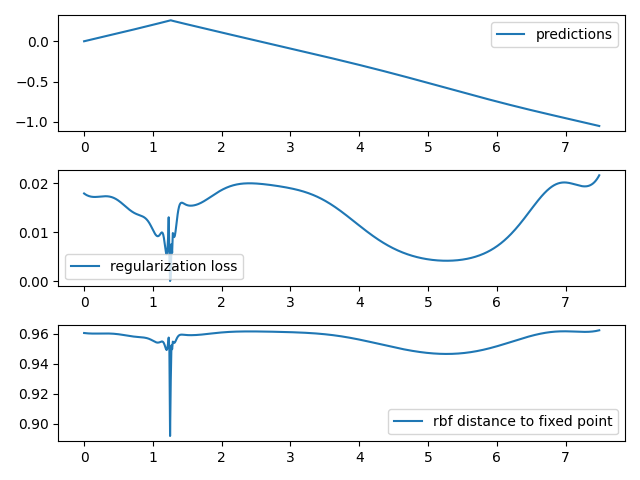 predictions
0.0
−0.5
−1.0
0 1 2 3 4 5 6 7
0.02
0.01
0.00
regularization loss
0 1 2 3 4 5 6 7
0.96
0.94
0.92
0.90
rbf distance to fixed point
0 1 2 3 4 5 6 7